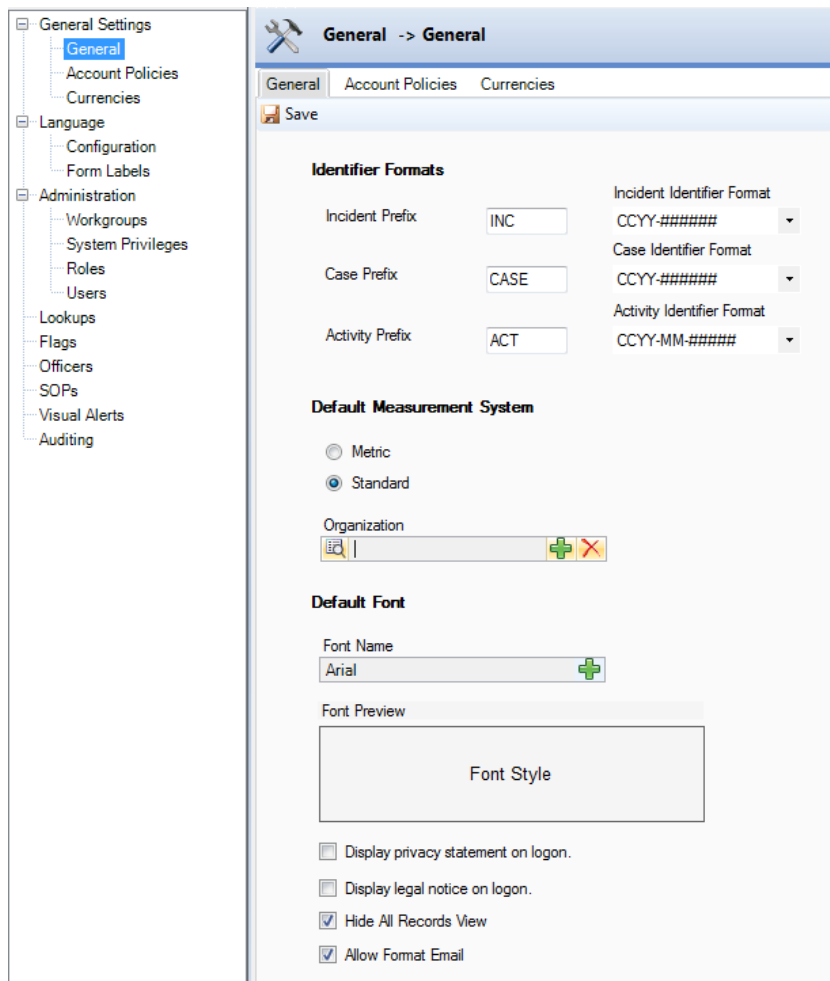 General Settings
General
Account Policies
Currencies
Language
Configuration
Form Labels
Administration
Workgroups
System Privileges
Roles
Users
Lookups
Flags
Officers
SOPs
Visual Alerts
Auditing
General -> General
General Account Policies Currencies
Save
Identifier Formats
Incident Identifier Format
Incident Prefix INC CCYY-######
Case Identifier Format
Case Prefix CASE CCYY-######
Activity Identifier Format
Activity Prefix ACT CCYY-MM-#####
Default Measurement System
Metric
Standard
Organization
Default Font
Font Name
Arial
Font Preview
Font Style
Display privacy statement on logon.
Display legal notice on logon.
Hide All Records View
Allow Format Email